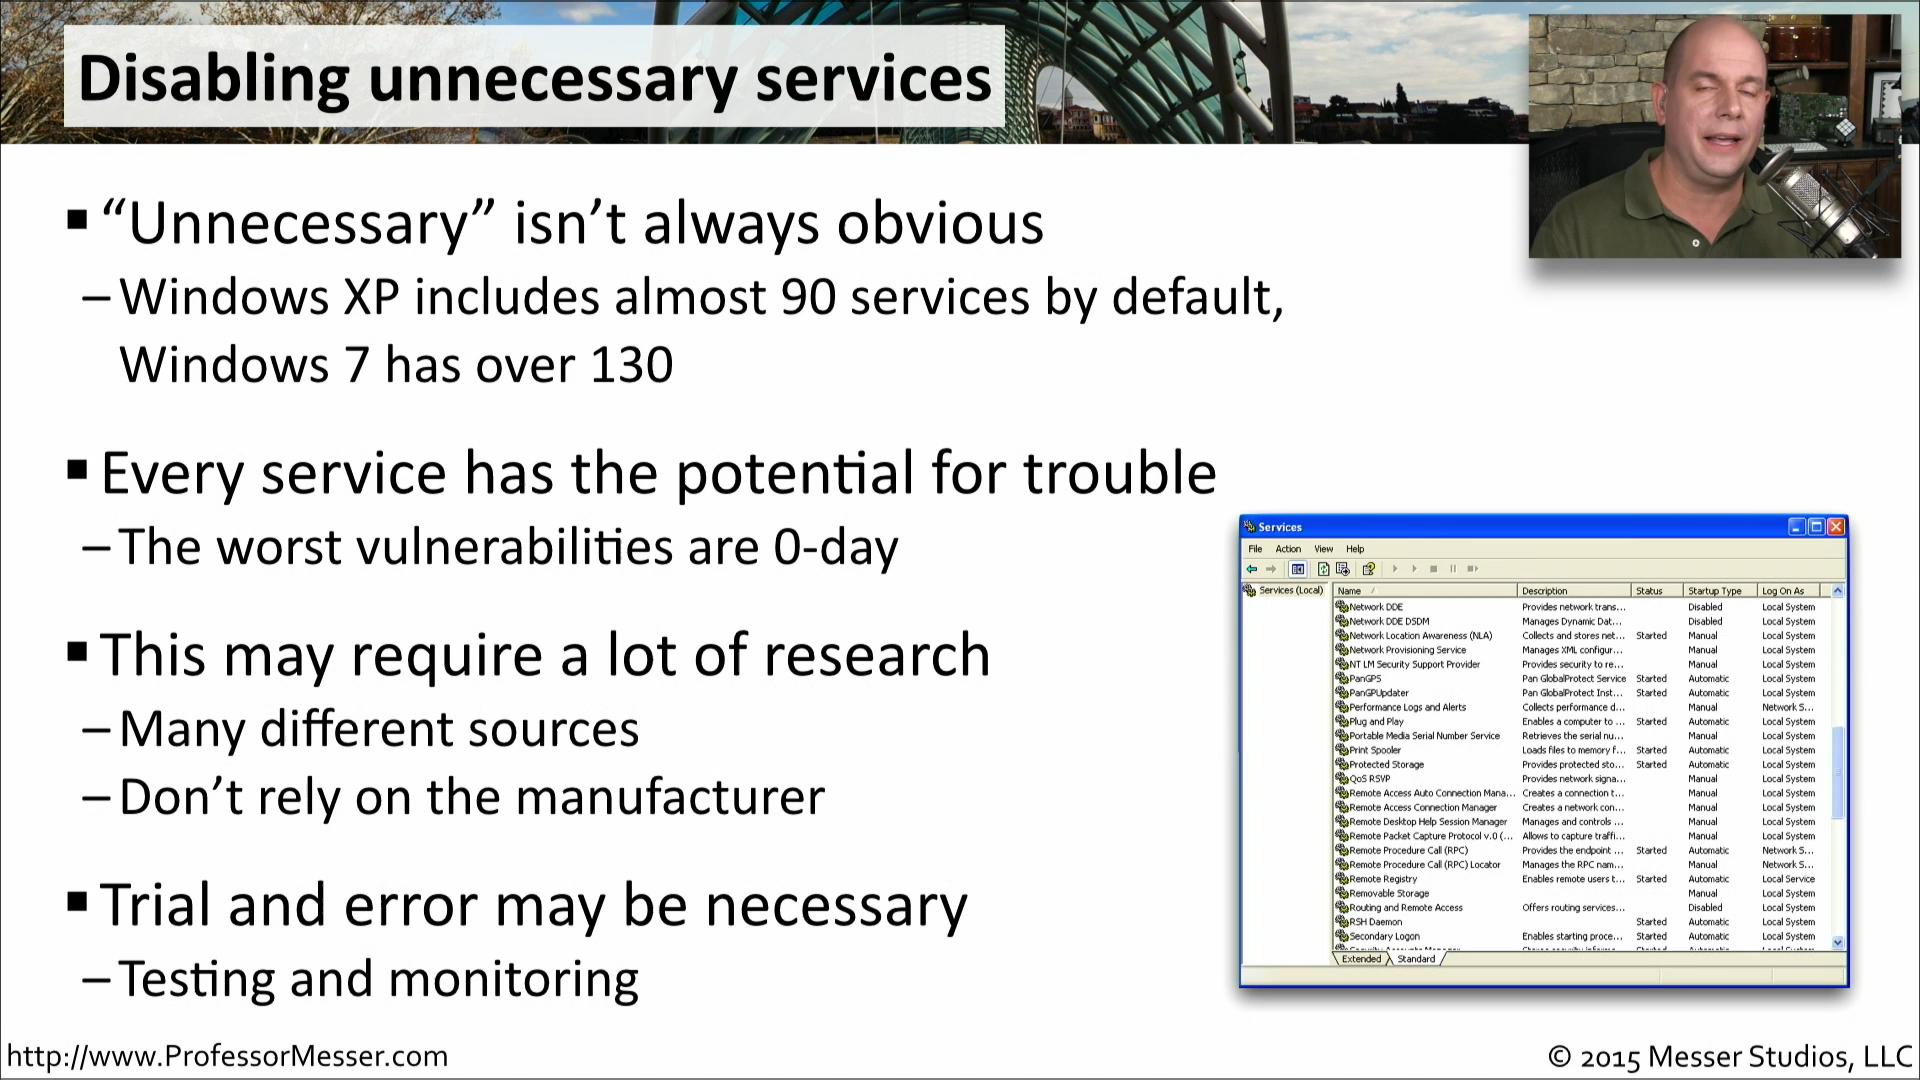 Disabling unnecessary services
▪ “Unnecessary” isn’t always obvious
– Windows XP includes almost 90 services by default,
Windows 7 has over 130
▪ Every service has the potential for trouble
– The worst vulnerabilities are 0-day
▪ This may require a lot of research
– Many different sources
– Don’t rely on the manufacturer
▪ Trial and error may be necessary
– Testing and monitoring
Services
File Action View Help
Services (Local)
Name Description Status Startup Type Log On As
Network DDE Provides network trans... Disabled Local System
Network DDE DSDM Manages Dynamic Dat... Disabled Local System
Network Location Awareness (NLA) Collects and stores net... Started Manual Local System
Network Provisioning Service Manages XML configur... Manual Local System
NT LM Security Support Provider Provides security to re... Manual Local System
PanGPS Pan GlobalProtect Service Started Automatic Local System
PanGPUpdater Pan GlobalProtect Inst... Started Automatic Local System
Performance Logs and Alerts Collects performance d... Manual Network S...
Plug and Play Enables a computer to ... Started Automatic Local System
Portable Media Serial Number Service Retrieves the serial nu... Manual Local System
Print Spooler Loads files to memory f... Started Automatic Local System
Protected Storage Provides protected sto... Started Automatic Local System
QoS RSVP Provides network signa... Manual Local System
Remote Access Auto Connection Mana... Creates a connection t... Manual Local System
Remote Access Connection Manager Creates a network con... Manual Local System
Remote Desktop Help Session Manager Manages and controls ... Manual Local System
Remote Packet Capture Protocol v.0 (... Allows to capture traffi... Manual Local System
Remote Procedure Call (RPC) Provides the endpoint ... Started Automatic Network S...
Remote Procedure Call (RPC) Locator Manages the RPC nam... Manual Network S...
Remote Registry Enables remote users t... Started Automatic Local Service
Removable Storage Manual Local System
Routing and Remote Access Offers routing services... Disabled Local System
RSH Daemon Started Automatic Local System
Secondary Logon Enables starting proce... Started Automatic Local System
Extended Standard
http://www.ProfessorMesser.com
© 2015 Messer Studios, LLC